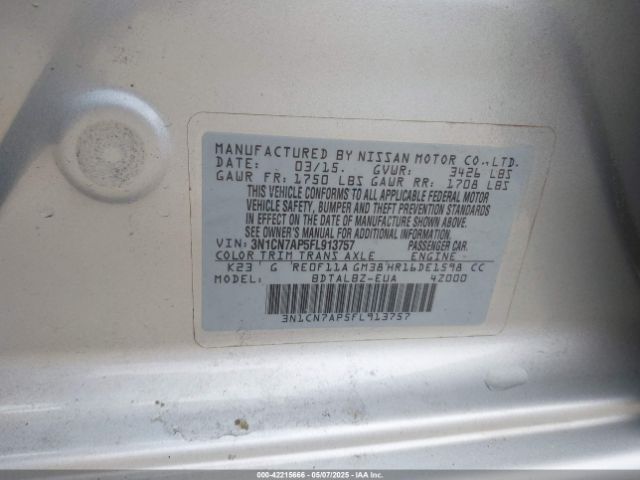 MANUFACTURED BY NISSAN MOTOR CO., LTD.
DATE: 03/15. GVWR: 3426 LBS
GAWR FR: 1750 LBS GAWR RR: 1708 LBS
THIS VEHICLE CONFORMS TO ALL APPLICABLE FEDERAL MOTOR
VEHICLE SAFETY, BUMPER AND THEFT PREVENTION STANDARDS
IN EFFECT ON THE DATE OF MANUFACTURE SHOWN ABOVE.
SEE OWNER'S MANUAL FOR ADDITIONAL INFORMATION
VIN: 3N1CN7AP5FL913757 PASSENGER CAR.
COLOR TRIM TRANS AXLE ENGINE
K23 G RE0F11A GM38 HR16DE1598 CC
MODEL: BDTALBZ-EUA 42000
3N1CN7AP5FL913757
000-42215666 - 05/07/2025 - IAA Inc.